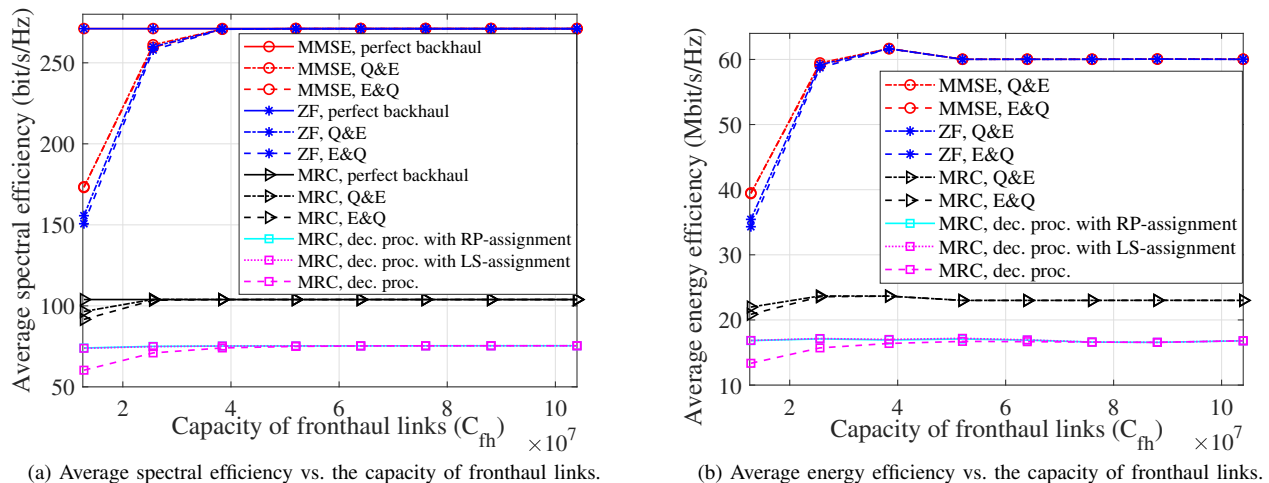 Average spectral efficiency (bit/s/Hz)
250
200
150
100
50
MMSE, perfect backhaul
MMSE, Q&E
MMSE, E&Q
ZF, perfect backhaul
ZF, Q&E
ZF, E&Q
MRC, perfect backhaul
MRC, Q&E
MRC, E&Q
MRC, dec. proc. with RP-assignment
MRC, dec. proc. with LS-assignment
MRC, dec. proc.
2 4 6 8 10
Capacity of fronthaul links (C_fh) ×10^7
(a) Average spectral efficiency vs. the capacity of fronthaul links.
Average energy efficiency (Mbit/s/Hz)
60
50
40
30
20
10
MMSE, Q&E
MMSE, E&Q
ZF, Q&E
ZF, E&Q
MRC, Q&E
MRC, E&Q
MRC, dec. proc. with RP-assignment
MRC, dec. proc. with LS-assignment
MRC, dec. proc.
2 4 6 8 10
Capacity of fronthaul links (C_fh) ×10^7
(b) Average energy efficiency vs. the capacity of fronthaul links.